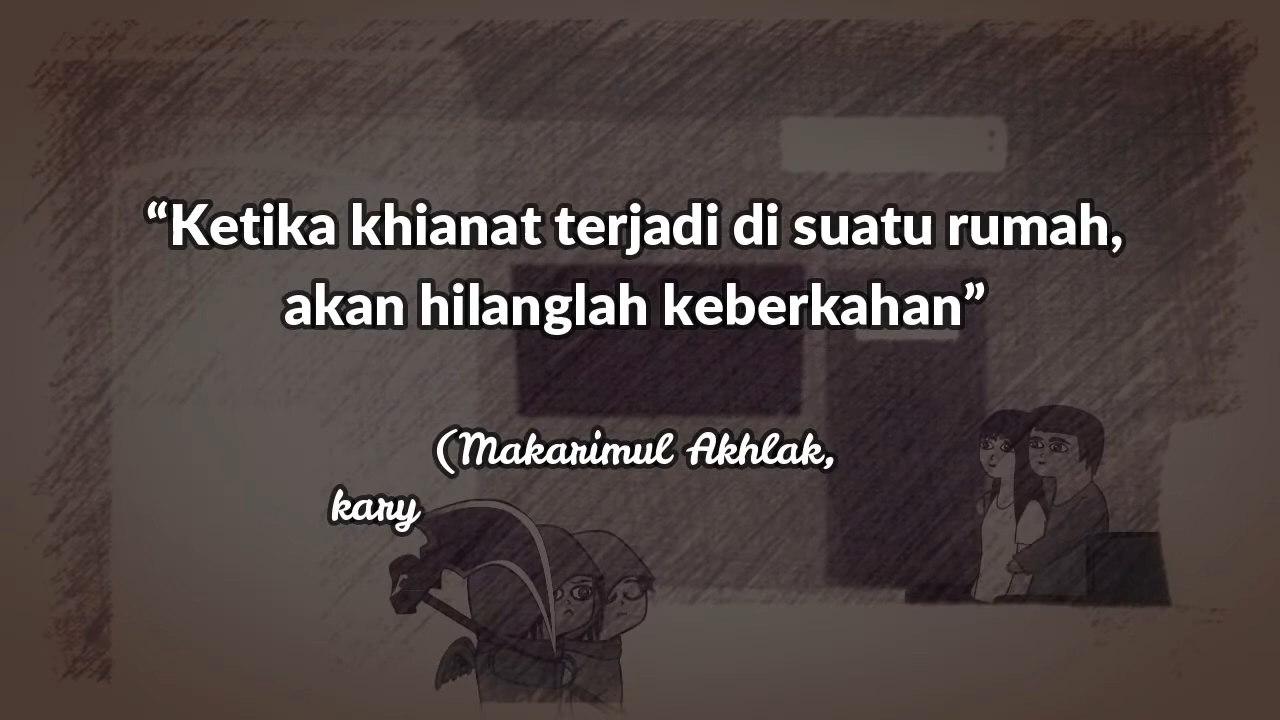 “Ketika khianat terjadi di suatu rumah,
akan hilanglah keberkahan”
(Makarimul Akhlak,
kary